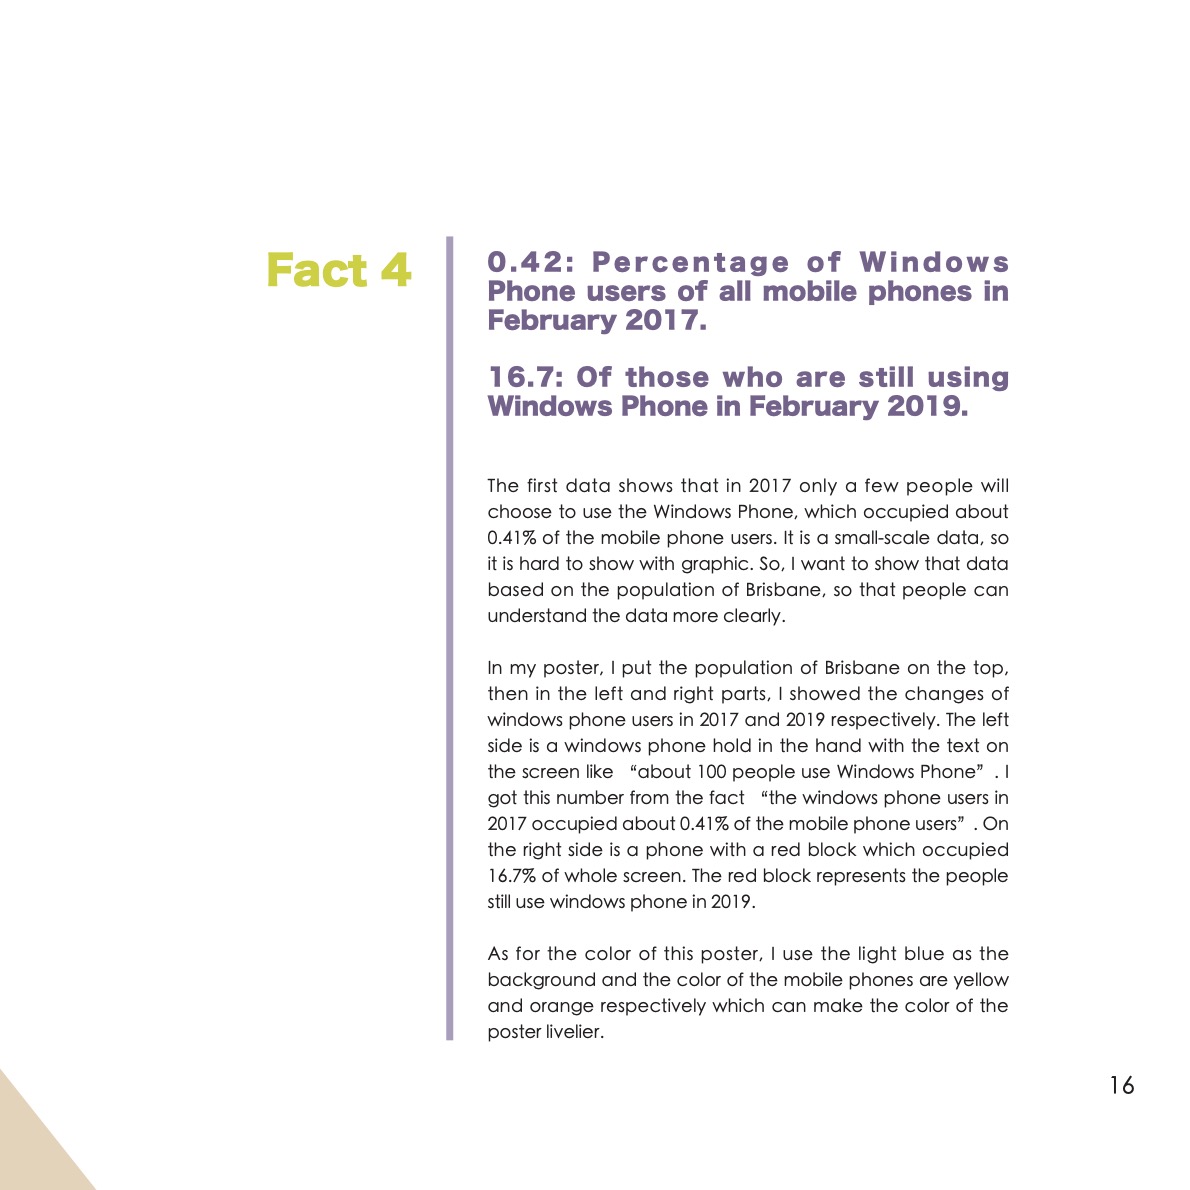 Fact 4
0.42: Percentage of Windows
Phone users of all mobile phones in
February 2017.
16.7: Of those who are still using
Windows Phone in February 2019.
The first data shows that in 2017 only a few people will
choose to use the Windows Phone, which occupied about
0.41% of the mobile phone users. It is a small-scale data, so
it is hard to show with graphic. So, I want to show that data
based on the population of Brisbane, so that people can
understand the data more clearly.
In my poster, I put the population of Brisbane on the top,
then in the left and right parts, I showed the changes of
windows phone users in 2017 and 2019 respectively. The left
side is a windows phone hold in the hand with the text on
the screen like “about 100 people use Windows Phone” . I
got this number from the fact “the windows phone users in
2017 occupied about 0.41% of the mobile phone users” . On
the right side is a phone with a red block which occupied
16.7% of whole screen. The red block represents the people
still use windows phone in 2019.
As for the color of this poster, I use the light blue as the
background and the color of the mobile phones are yellow
and orange respectively which can make the color of the
poster livelier.
16